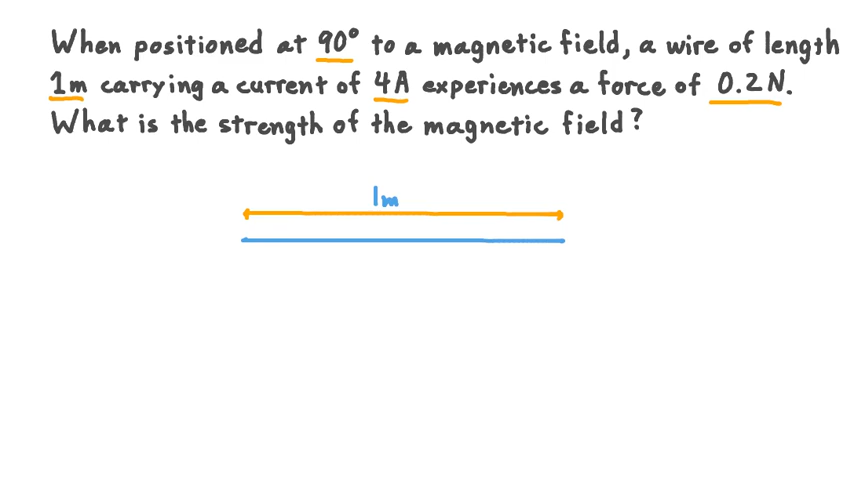 When positioned at 90° to a magnetic field, a wire of length
1m carrying a current of 4A experiences a force of 0.2N.
What is the strength of the magnetic field?
1m